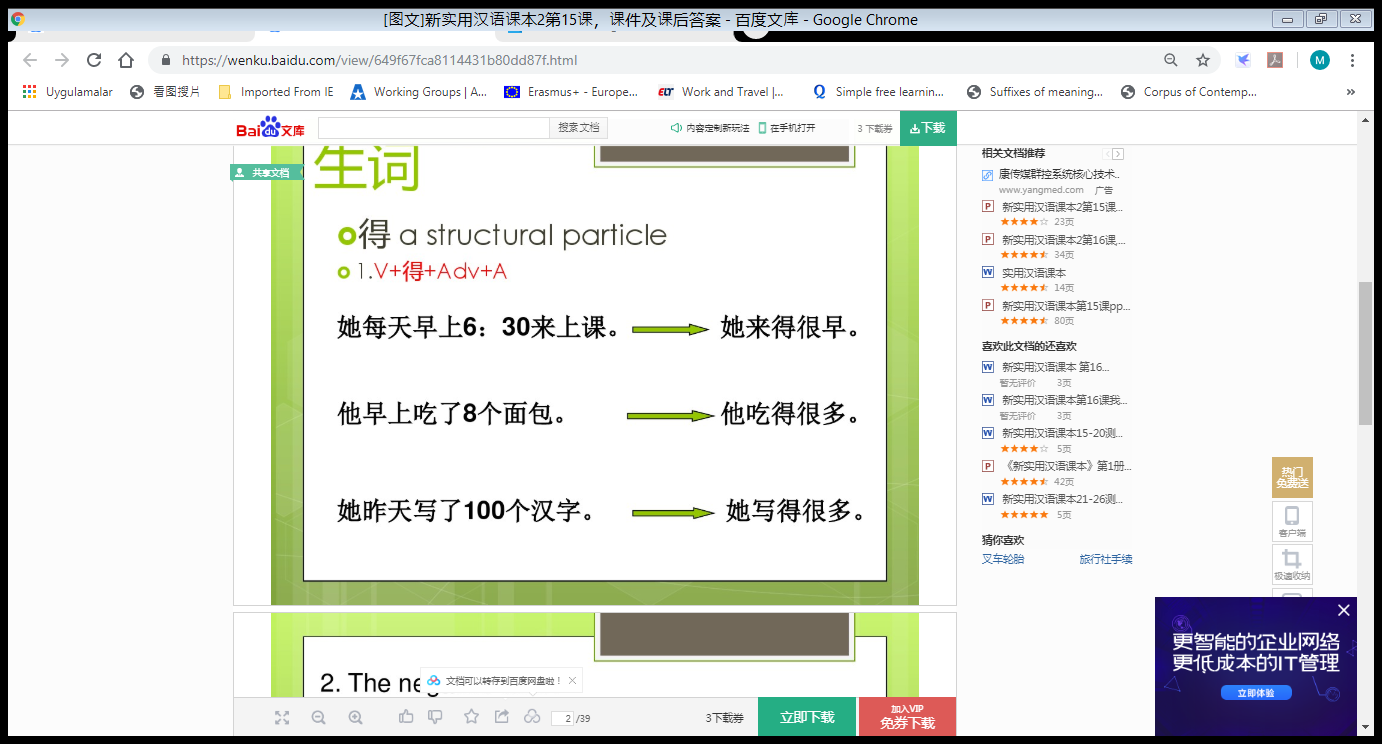 [图文]新实用汉语课本2第15课，课件及课后答案 - 百度文库 - Google Chrome
https://wenku.baidu.com/view/649f67fca8114431b80dd87f.html
M
Uygulamalar 看图搜片 Imported From IE Working Groups | A... Erasmus+ - Europe... Work and Travel |... Simple free learnin... Suffixes of meaning... Corpus of Contemp... »
Bai du 文库 搜索文档 内容定制新玩法 在手机打开 3 下载券 下载
共享文档
生词
得 a structural particle
1.V+得+Adv+A
她每天早上6：30来上课。 她来得很早。
他早上吃了8个面包。 他吃得很多。
她昨天写了100个汉字。 她写得很多。
2. The neg
文档可以转存到百度网盘啦！
2 /39 3下载券 立即下载 加入VIP
免券下载
相关文档推荐
康传媒群控系统核心技术..
www.yangmed.com 广告
新实用汉语课本2第15课...
23页
新实用汉语课本2第16课,...
34页
实用汉语课本
14页
新实用汉语课本第15课pp...
80页
喜欢此文档的还喜欢
新实用汉语课本 第16...
暂无评价 3页
新实用汉语课本第16课我...
暂无评价 3页
新实用汉语课本15-20测...
5页
《新实用汉语课本》第1册...
42页
新实用汉语课本21-26测...
5页
猜你喜欢
叉车轮胎 旅行社手续
热门
免费送
客户端
极速收纳
更智能的企业网络
更低成本的IT管理
立即体验